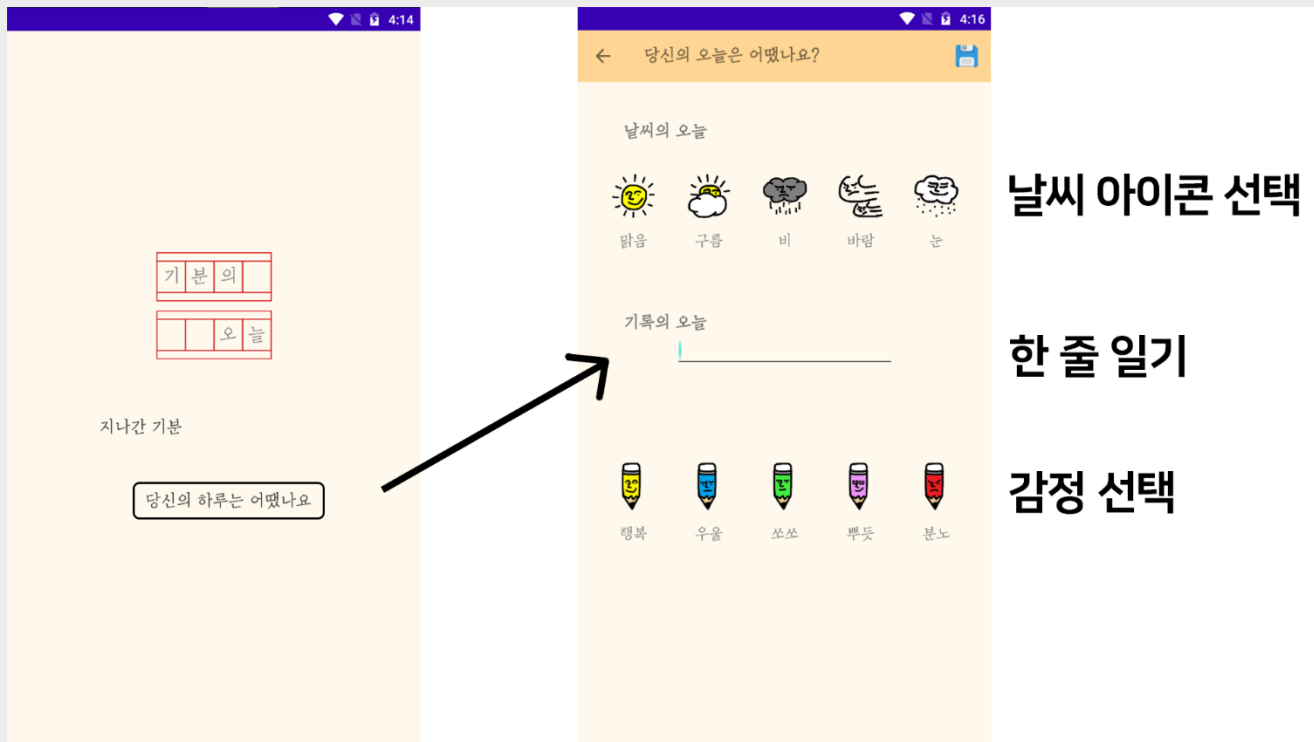 4:14
기분의
오늘
지나간 기분
당신의 하루는 어땠나요
4:16
당신의 오늘은 어땠나요?
날씨의 오늘
맑음 구름 비 바람 눈
기록의 오늘
행복 우울 쏘쏘 뿌듯 분노
날씨 아이콘 선택
한 줄 일기
감정 선택